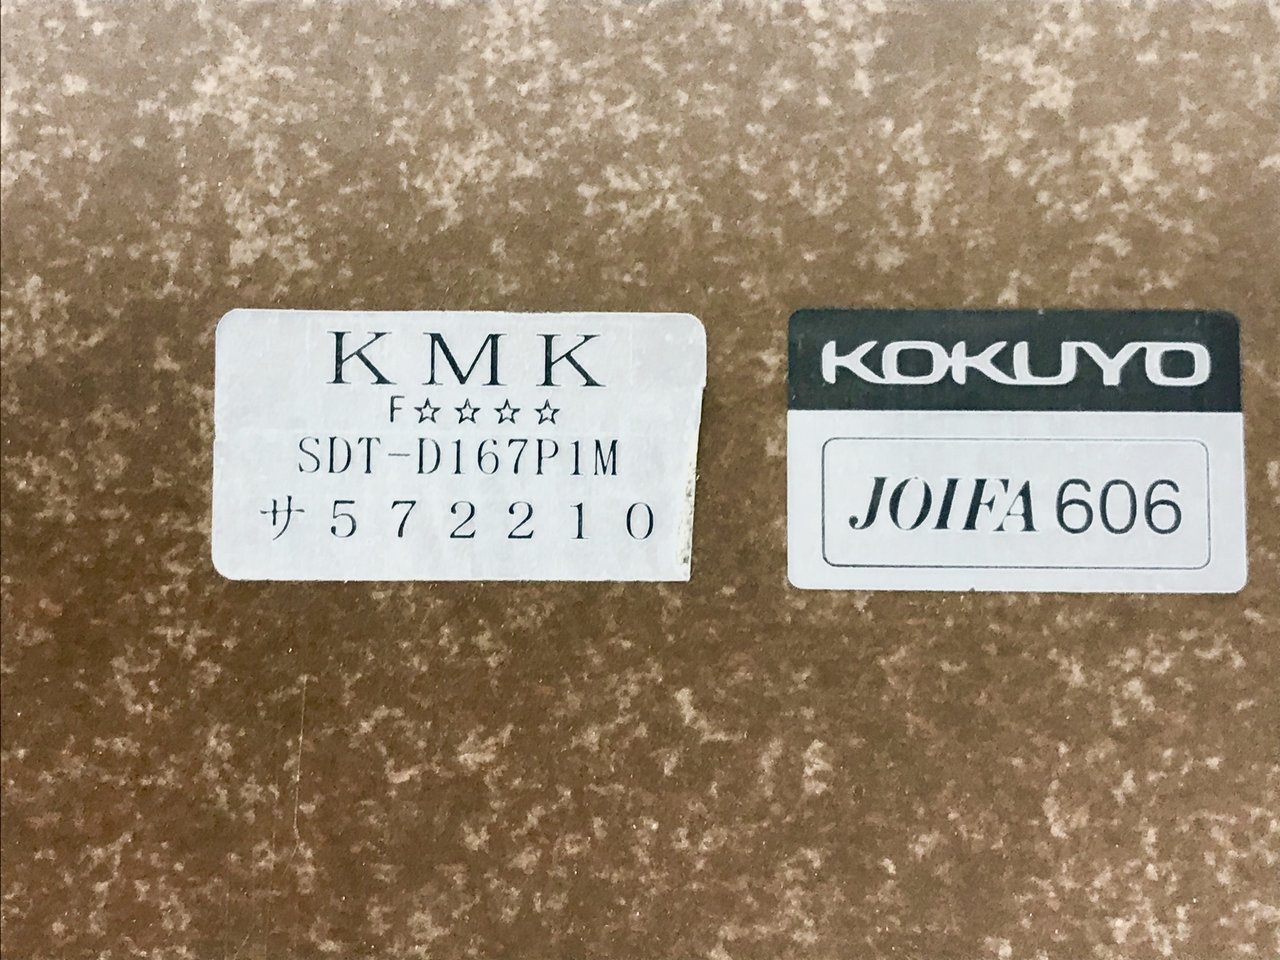 KMK
F☆☆☆☆
SDT-D167P1M
サ572210
KOKUYO
JOIFA 606